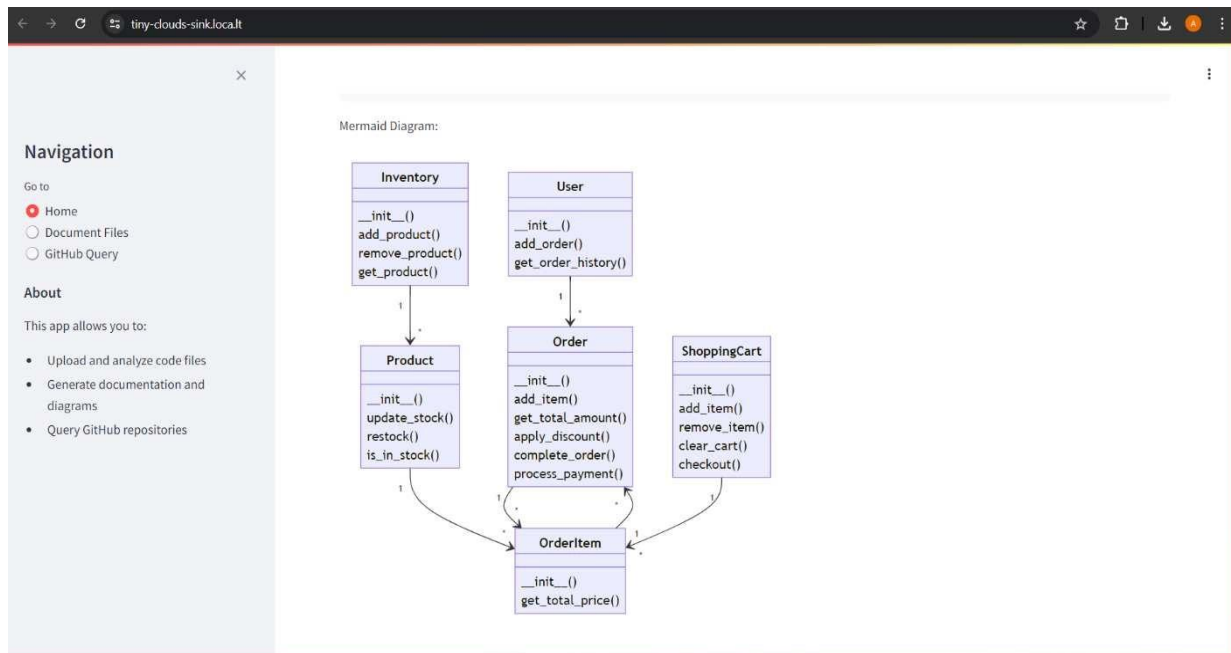 tiny-clouds-sink.loca.lt
A
Navigation
Go to
Home
Document Files
GitHub Query
About
This app allows you to:
• Upload and analyze code files
• Generate documentation and
diagrams
• Query GitHub repositories
Mermaid Diagram:
Inventory
__init__()
add_product()
remove_product()
get_product()
User
__init__()
add_order()
get_order_history()
1
*
1
*
Product
__init__()
update_stock()
restock()
is_in_stock()
Order
__init__()
add_item()
get_total_amount()
apply_discount()
complete_order()
process_payment()
ShoppingCart
__init__()
add_item()
remove_item()
clear_cart()
checkout()
1
*
1
*
1
*
1
*
OrderItem
__init__()
get_total_price()